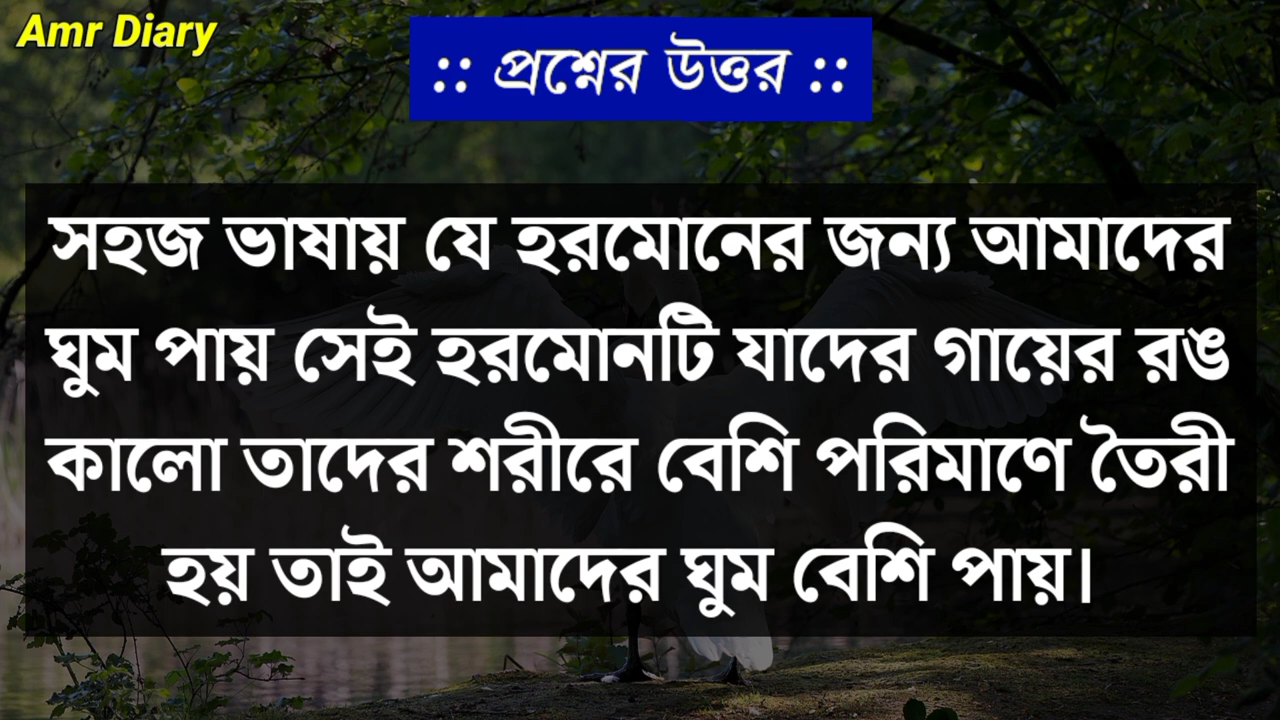 Amr Diary
:: প্রশ্নের উত্তর ::
সহজ ভাষায় যে হরমোনের জন্য আমাদের
ঘুম পায় সেই হরমোনটি যাদের গায়ের রঙ
কালো তাদের শরীরে বেশি পরিমাণে তৈরী
হয় তাই আমাদের ঘুম বেশি পায়।